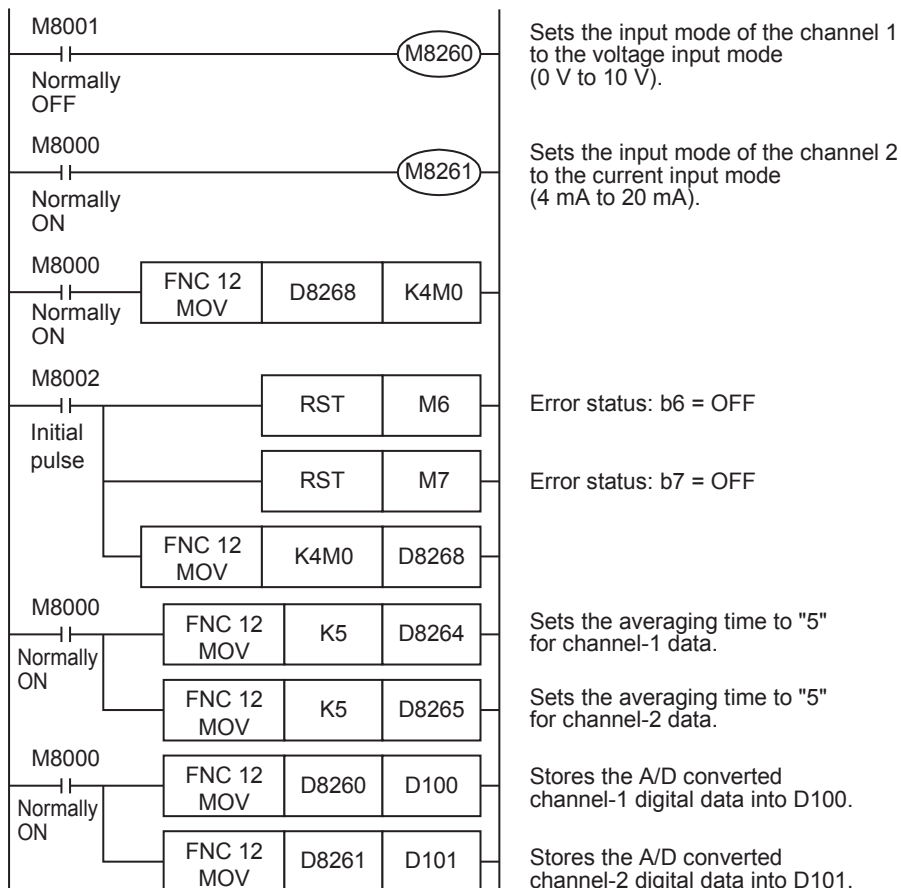 M8001
M8260
Normally
OFF
Sets the input mode of the channel 1
to the voltage input mode
(0 V to 10 V).
M8000
M8261
Normally
ON
Sets the input mode of the channel 2
to the current input mode
(4 mA to 20 mA).
M8000
FNC 12
MOV
D8268
K4M0
Normally
ON
M8002
RST
M6
Error status: b6 = OFF
Initial
pulse
RST
M7
Error status: b7 = OFF
FNC 12
MOV
K4M0
D8268
M8000
FNC 12
MOV
K5
D8264
Normally
ON
Sets the averaging time to "5"
for channel-1 data.
FNC 12
MOV
K5
D8265
Sets the averaging time to "5"
for channel-2 data.
M8000
FNC 12
MOV
D8260
D100
Normally
ON
Stores the A/D converted
channel-1 digital data into D100.
FNC 12
MOV
D8261
D101
Stores the A/D converted
channel-2 digital data into D101.